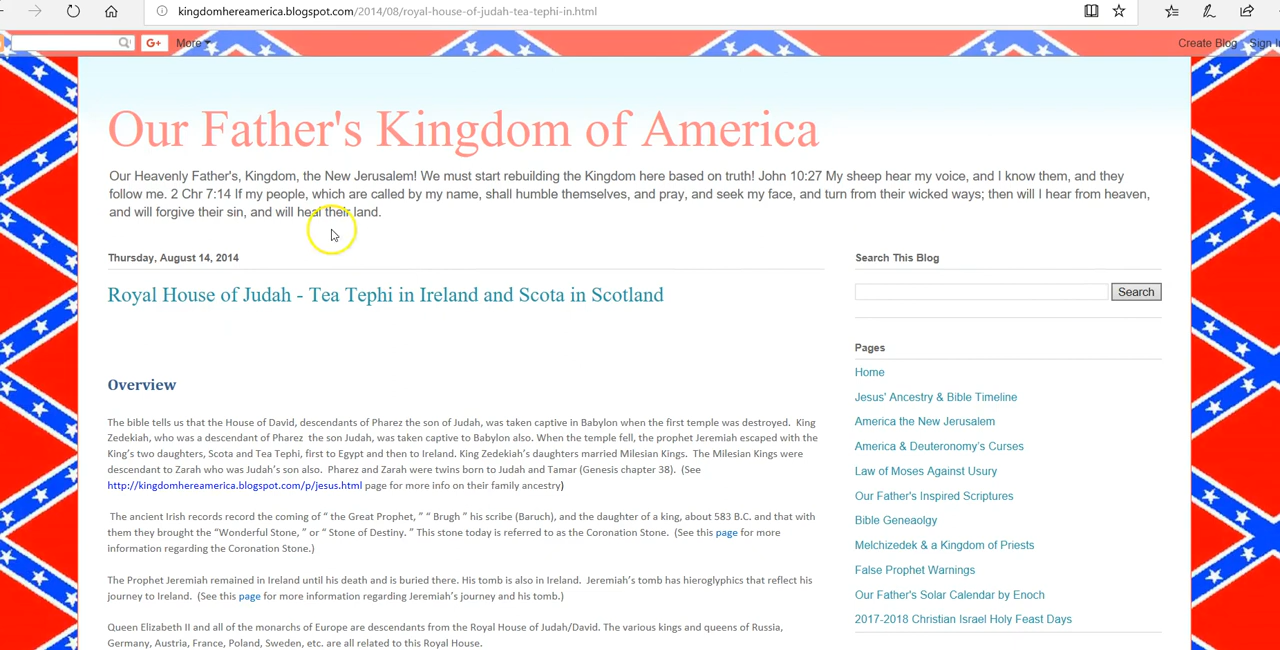 kingdomhereamerica.blogspot.com/2014/08/royal-house-of-judah-tea-tephi-in.html
G+ More Create Blog Sign In
Our Father's Kingdom of America
Our Heavenly Father's, Kingdom, the New Jerusalem! We must start rebuilding the Kingdom here based on truth! John 10:27 My sheep hear my voice, and I know them, and they
follow me. 2 Chr 7:14 If my people, which are called by my name, shall humble themselves, and pray, and seek my face, and turn from their wicked ways; then will I hear from heaven,
and will forgive their sin, and will heal their land.
Thursday, August 14, 2014
Royal House of Judah - Tea Tephi in Ireland and Scota in Scotland
Overview
The bible tells us that the House of David, descendants of Pharez the son of Judah, was taken captive in Babylon when the first temple was destroyed. King
Zedekiah, who was a descendant of Pharez the son Judah, was taken captive to Babylon also. When the temple fell, the prophet Jeremiah escaped with the
King's two daughters, Scota and Tea Tephi, first to Egypt and then to Ireland. King Zedekiah's daughters married Milesian Kings. The Milesian Kings were
descendant to Zarah who was Judah's son also. Pharez and Zarah were twins born to Judah and Tamar (Genesis chapter 38). (See
http://kingdomhereamerica.blogspot.com/p/jesus.html page for more info on their family ancestry)
The ancient Irish records record the coming of “ the Great Prophet, ” “ Brugh ” his scribe (Baruch), and the daughter of a king, about 583 B.C. and that with
them they brought the “Wonderful Stone, ” or “ Stone of Destiny. ” This stone today is referred to as the Coronation Stone. (See this page for more
information regarding the Coronation Stone.)
The Prophet Jeremiah remained in Ireland until his death and is buried there. His tomb is also in Ireland. Jeremiah's tomb has hieroglyphics that reflect his
journey to Ireland. (See this page for more information regarding Jeremiah's journey and his tomb.)
Queen Elizabeth II and all of the monarchs of Europe are descendants from the Royal House of Judah/David. The various kings and queens of Russia,
Germany, Austria, France, Poland, Sweden, etc. are all related to this Royal House.
Search This Blog
Search
Pages
Home
Jesus' Ancestry & Bible Timeline
America the New Jerusalem
America & Deuteronomy's Curses
Law of Moses Against Usury
Our Father's Inspired Scriptures
Bible Geneaolgy
Melchizedek & a Kingdom of Priests
False Prophet Warnings
Our Father's Solar Calendar by Enoch
2017-2018 Christian Israel Holy Feast Days